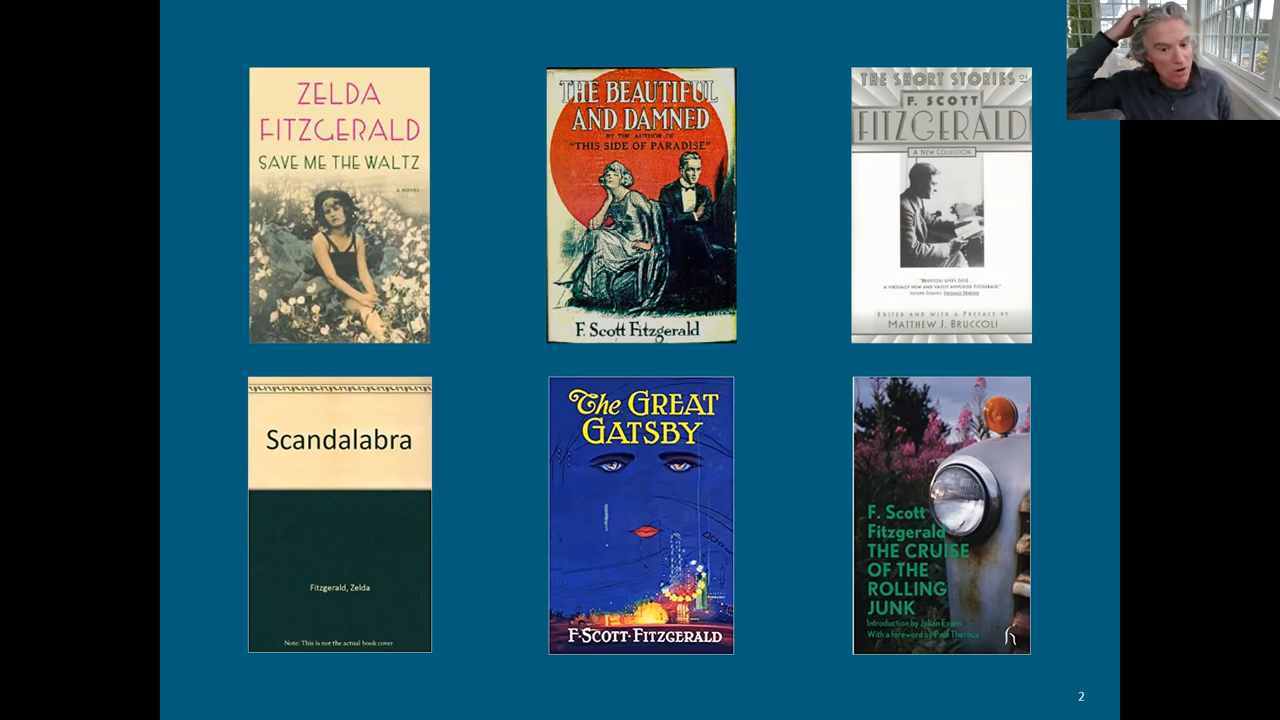 ZELDA
FITZGERALD
SAVE ME THE WALTZ
A NOVEL
THE BEAUTIFUL
AND DAMNED
BY THE AUTHOR OF
"THIS SIDE OF PARADISE"
F. Scott Fitzgerald
THE SHORT STORIES OF
F. SCOTT
FITZGERALD
A NEW COLLECTION
EDITED AND WITH A PREFACE BY
MATTHEW J. BRUCCOLI
Scandalabra
Fitzgerald, Zelda
Note: This is not the actual book cover
The GREAT
GATSBY
F·SCOTT·FITZGERALD
F. Scott
Fitzgerald
THE CRUISE
OF THE
ROLLING
JUNK
Introduction by Julian Evans
With a foreword by Paul Theroux
2